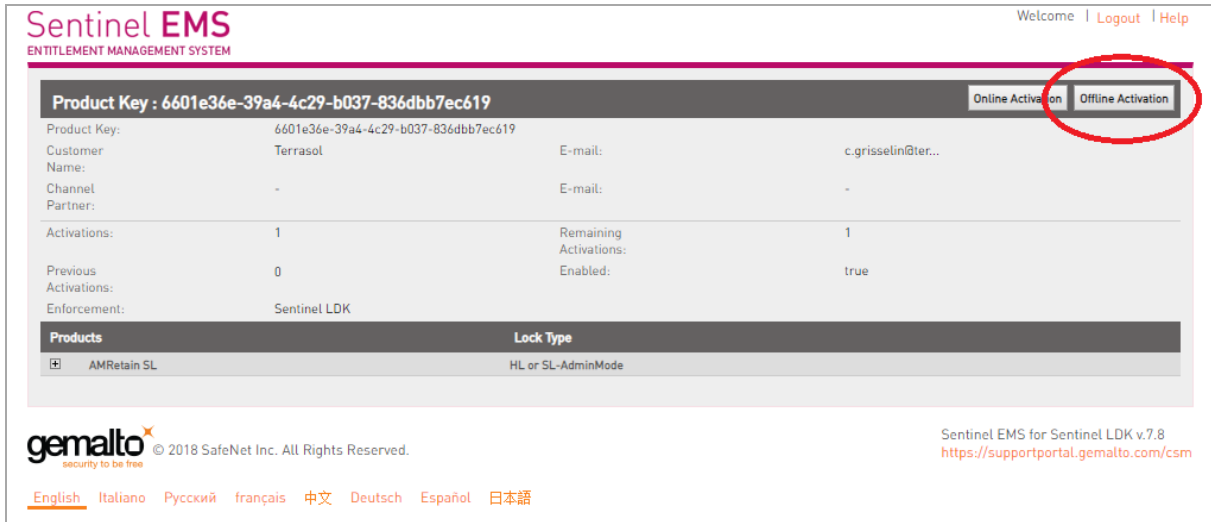 Sentinel EMS
ENTITLEMENT MANAGEMENT SYSTEM
Welcome | Logout | Help
Product Key : 6601e36e-39a4-4c29-b037-836dbb7ec619
Online Activation Offline Activation
Product Key: 6601e36e-39a4-4c29-b037-836dbb7ec619
Customer Name: Terrasol E-mail: c.grisselin@ter...
Channel Partner: - E-mail: -
Activations: 1 Remaining Activations: 1
Previous Activations: 0 Enabled: true
Enforcement: Sentinel LDK
Products Lock Type
AMRetain SL HL or SL-AdminMode
gemalto
security to be free
© 2018 SafeNet Inc. All Rights Reserved.
Sentinel EMS for Sentinel LDK v.7.8
https://supportportal.gemalto.com/csm
English Italiano Русский français 中文 Deutsch Español 日本語